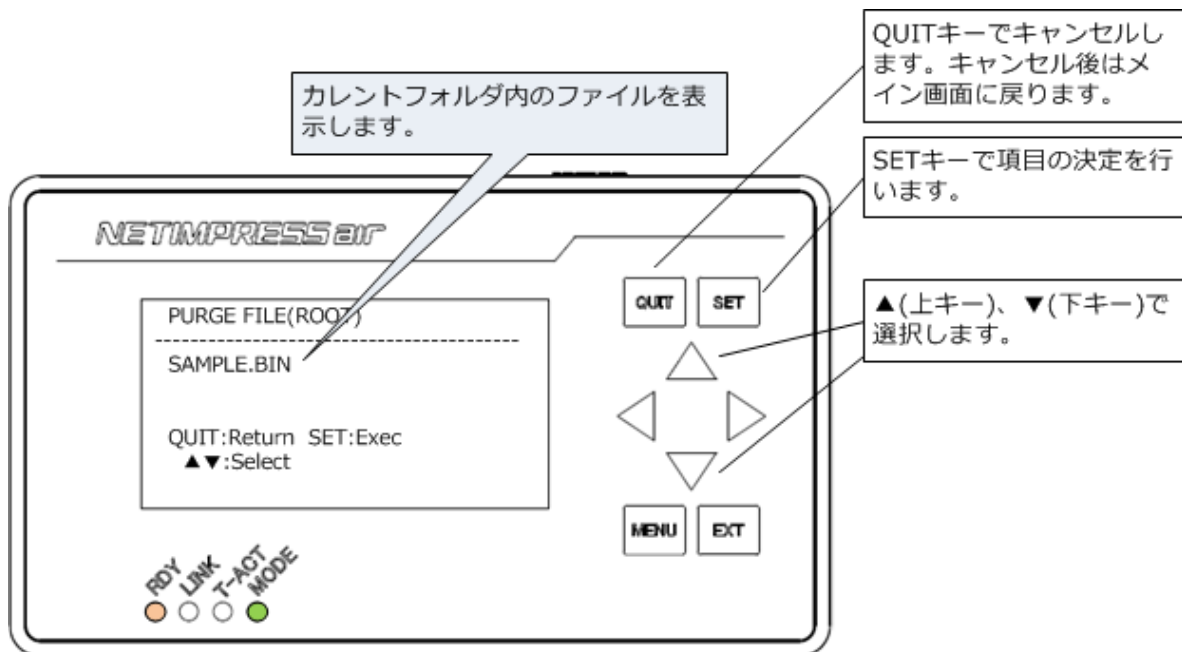 QUITキーでキャンセルし
ます。キャンセル後はメ
イン画面に戻ります。
カレントフォルダ内のファイルを表
示します。
SETキーで項目の決定を行
います。
NETIMPRESS air
QUIT SET
PURGE FILE(ROOT)
--------------------------------------------------
SAMPLE.BIN
▲(上キー)、▼(下キー)で
選択します。
QUIT:Return SET:Exec
▲▼:Select
MENU EXT
RDY LINK T-ACT MODE